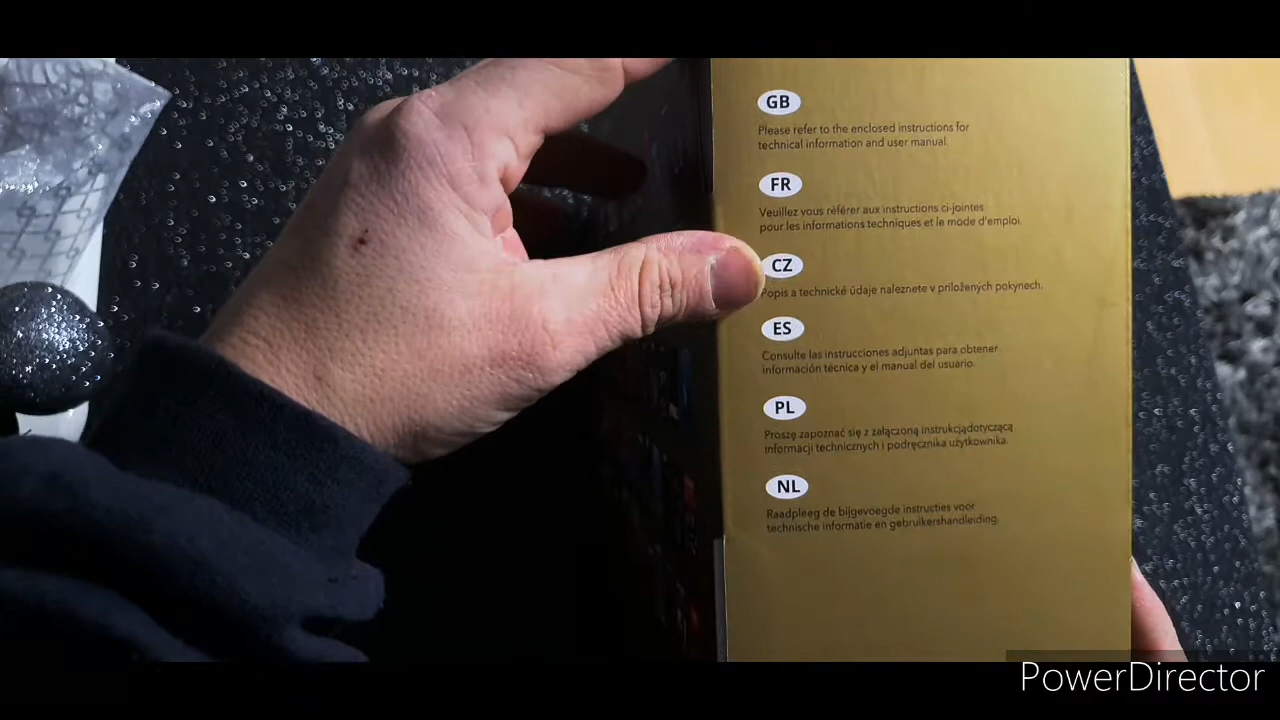 GB
Please refer to the enclosed instructions for
technical information and user manual.
FR
Veuillez vous référer aux instructions ci-jointes
pour les informations techniques et le mode d'emploi.
CZ
Popis a technické údaje naleznete v priložených pokynech.
ES
Consulte las instrucciones adjuntas para obtener
información técnica y el manual del usuario.
PL
Proszę zapoznać się z załączoną instrukcjądotyczącą
informacji technicznych i podręcznika użytkownika.
NL
Raadpleeg de bijgevoegde instructies voor
technische informatie en gebruikershandleiding.
PowerDirector